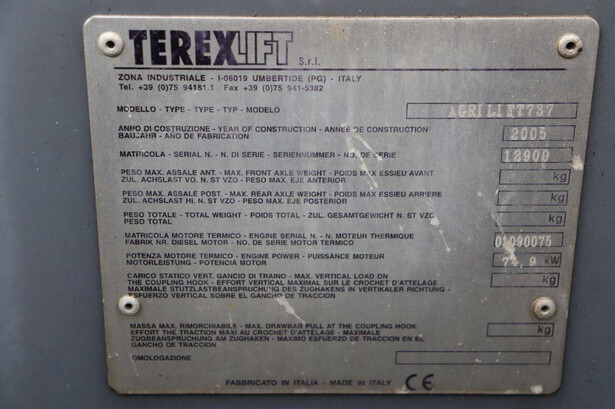 TEREXLIFT S.r.l.
ZONA INDUSTRIALE - I-06019 UMBERTIDE (PG) - ITALY
Tel. +39 (0)75 94181.1 Fax +39 (0)75 941-5382
MODELLO - TYPE - TYPE - TYP - MODELO AGRILIFT737
ANNO DI COSTRUZIONE - YEAR OF CONSTRUCTION - ANNEE DE CONSTRUCTION 2005
BAUJAHR - AÑO DE FABRICATION
MATRICOLA - SERIAL N. - N. DI SERIE - SERIENNUMMER - NO. DE SERIE 12900
PESO MAX. ASSALE ANT. - MAX. FRONT AXLE WEIGHT - POIDS MAX ESSIEU AVANT
ZUL. ACHSLAST VO. N. ST VZO - PESO MAX. EJE ANTERIOR kg
PESO MAX. ASSALE POST. - MAX. REAR AXLE WEIGHT - POIDS MAX ESSIEU ARR'ERE
ZUL. ACHSLAST HI. N. ST VZO - PESO MAX. EJE POSTERIOR kg
PESO TOTALE - TOTAL WEIGHT - POIDS TOTAL - ZUL. GESAMTGEWICHT N. ST VZC
PESO TOTAL kg
MATRICOLA MOTORE TERMICO - ENGINE SERIAL N. - N. MOTEUR THERMIQUE
FABRIK NR. DIESEL MOTOR - NO. DE SERIE MOTOR TERMICO 01090075
POTENZA MOTORE TERMICO - ENGINE POWER - PUISSANCE MOTEUR
MOTORLEISTUNG - POTENCIA MOTOR 74,9 kW
CARICO STATICO VERT. GANCIO DI TRAINO - MAX. VERTICAL LOAD ON
THE COUPLING HOOK - EFFORT VERTICAL MAXIMAL SUR LE CROCHET D'ATTELAGE
MAXIMALE STUTZLASTBEANSPRUCHUNG DES ZUGHAKENS IN VERTIKALER RICHTUNG -
ESFUERZO VERTICAL SOBRE EL GANCHO DE TRACCION kg
MASSA MAX. RIMORCHIABILE - MAX. DRAWBAR PULL AT THE COUPLING HOOK
EFFORT THE TRACTION MAXI AU CROCHET D'ATTELAGE - MAXIMALE
ZUGBEANSPRUCHUNG AM ZUGHAKEN - MAXIMO ESFUERZO DE TRACCION EN EL
GANCHO DE TRACCION kg
OMOLOGAZIONE
FABBRICATO IN ITALIA - MADE IN ITALY CE